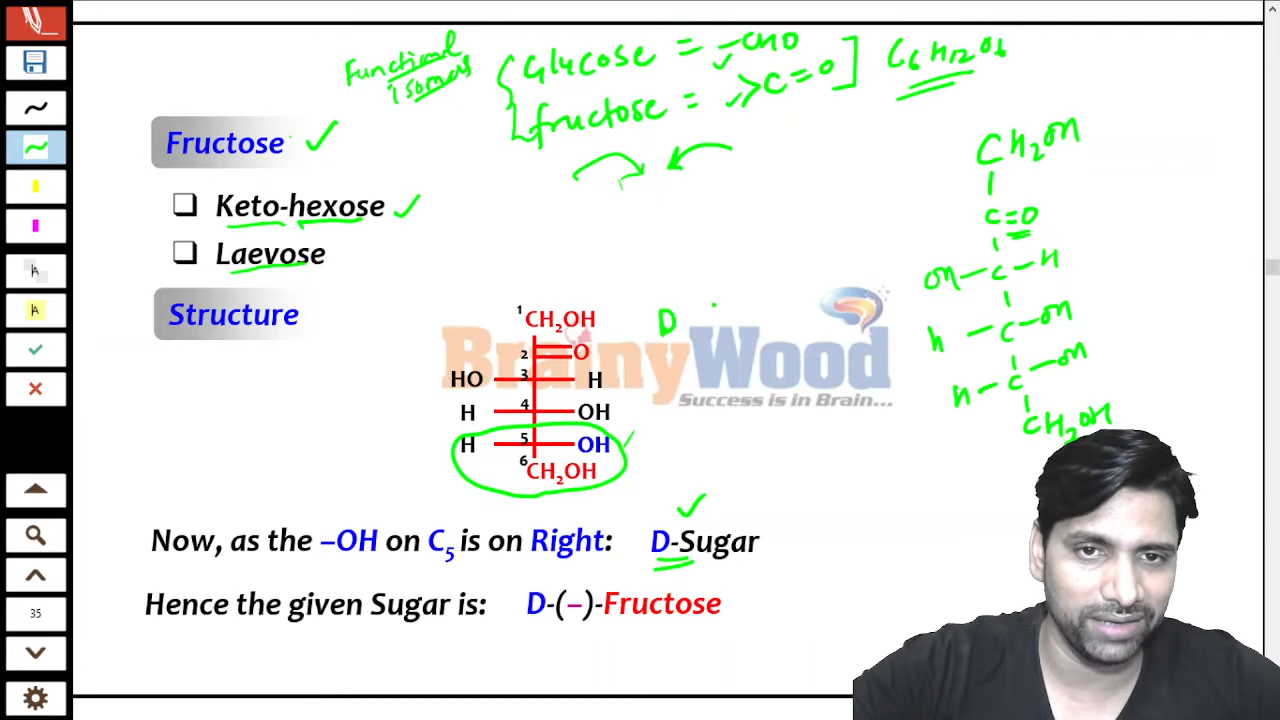 Functional
isomers
Glucose = -CHO
fructose = >C=O
C6H12O6
Fructose
❑ Keto-hexose
❑ Laevose
Structure
1 CH2OH
2 O
HO 3 H
H 4 OH
H 5 OH
6 CH2OH
D
BrainyWood
Success is in Brain...
CH2OH
C=O
OH-C-H
H-C-OH
H-C-OH
CH2OH
Now, as the –OH on C5 is on Right: D-Sugar
Hence the given Sugar is: D-(–)-Fructose
35